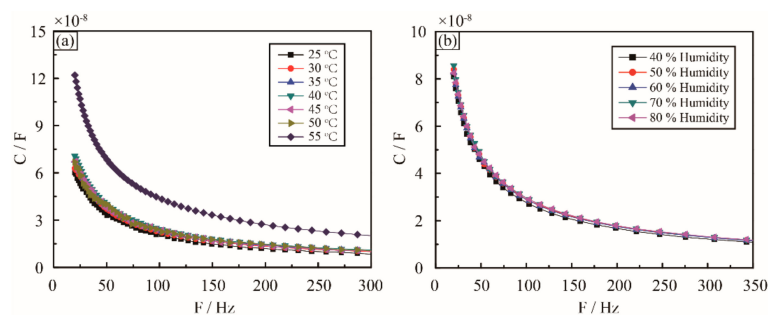 ×10⁻⁸
15
12
9
6
3
0
C / F
(a)
25 °C
30 °C
35 °C
40 °C
45 °C
50 °C
55 °C
0 50 100 150 200 250 300
F / Hz
×10⁻⁸
10
8
6
4
2
0
C / F
(b)
40 % Humidity
50 % Humidity
60 % Humidity
70 % Humidity
80 % Humidity
0 50 100 150 200 250 300 350
F / Hz